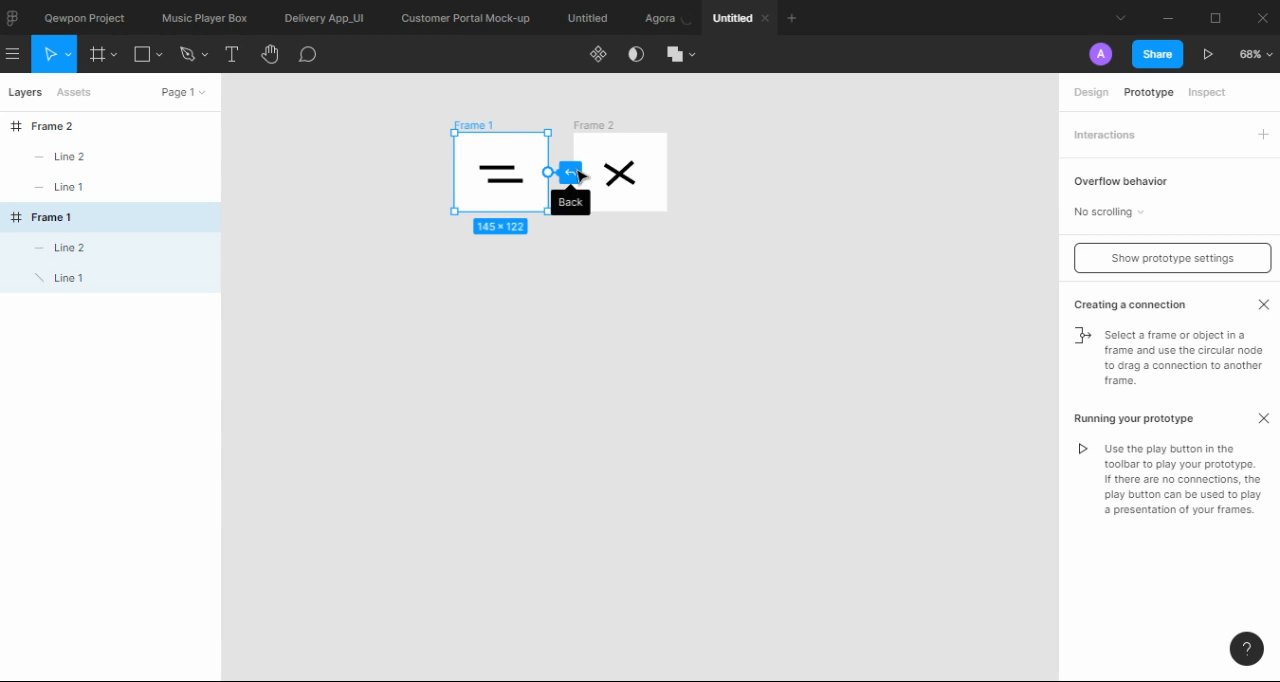 Qewpon Project
Music Player Box
Delivery App_UI
Customer Portal Mock-up
Untitled
Agora
Untitled
A
Share
68%
Layers
Assets
Page 1
Design
Prototype
Inspect
Frame 2
Line 2
Line 1
Frame 1
Line 2
Line 1
Frame 1
Frame 2
Back
145 × 122
Interactions
Overflow behavior
No scrolling
Show prototype settings
Creating a connection
Select a frame or object in a
frame and use the circular node
to drag a connection to another
frame.
Running your prototype
Use the play button in the
toolbar to play your prototype.
If there are no connections, the
play button can be used to play
a presentation of your frames.
?